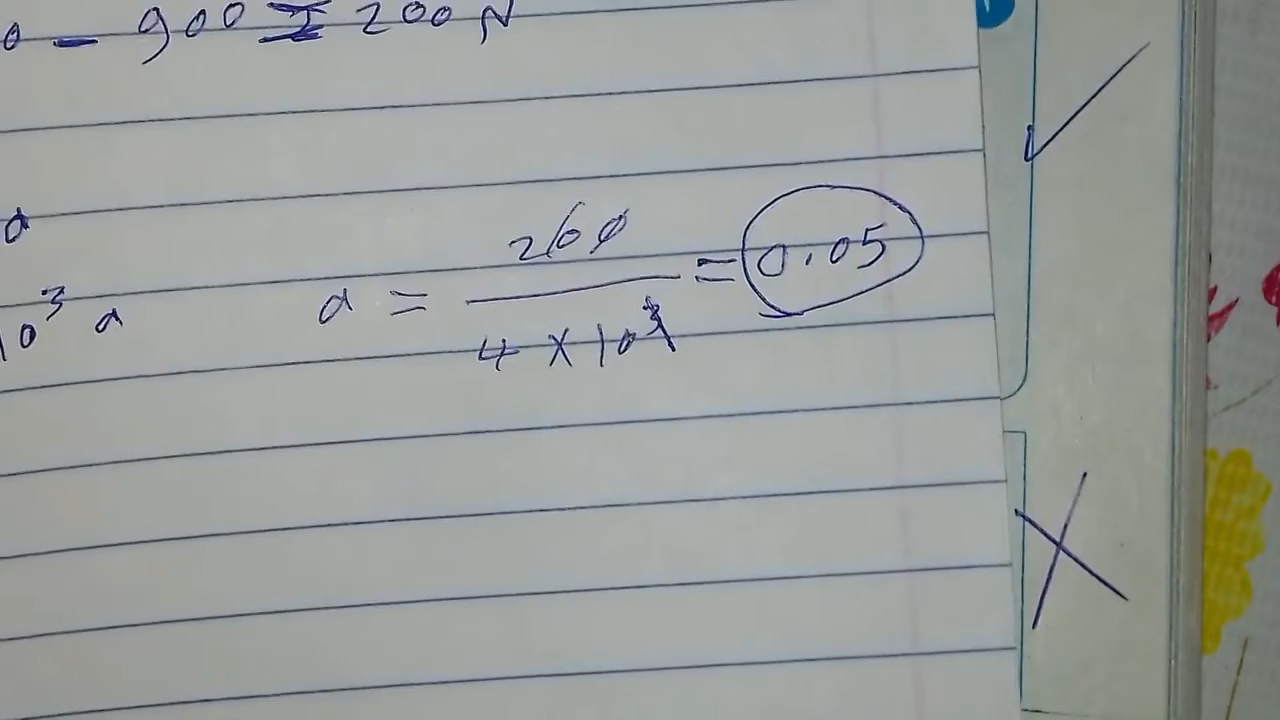 0 - 900 = 200 N
a
10³ a a = 200 / 4 × 10³ = 0.05